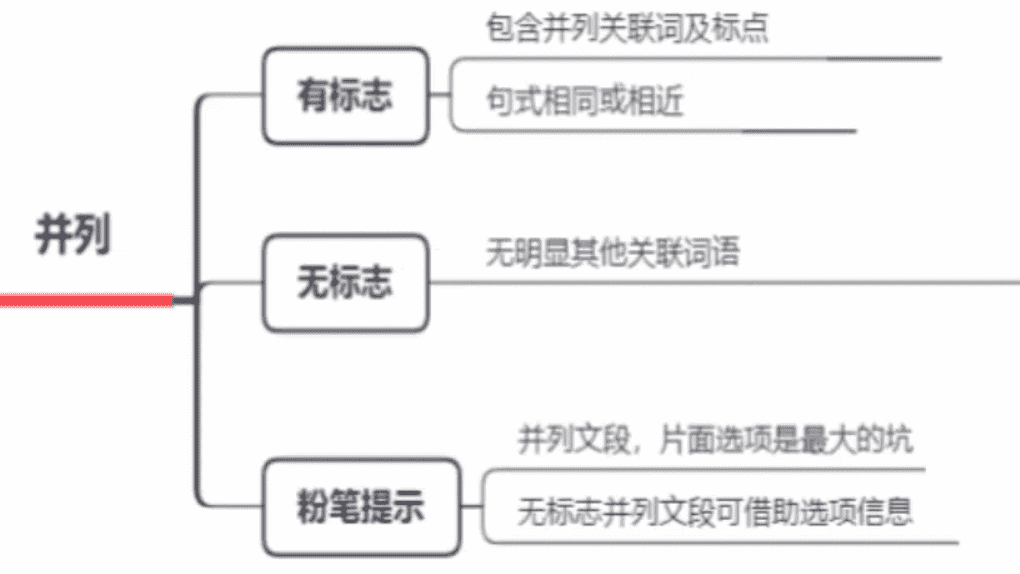 并列
有标志
包含并列关联词及标点
句式相同或相近
无标志
无明显其他关联词语
粉笔提示
并列文段，片面选项是最大的坑
无标志并列文段可借助选项信息